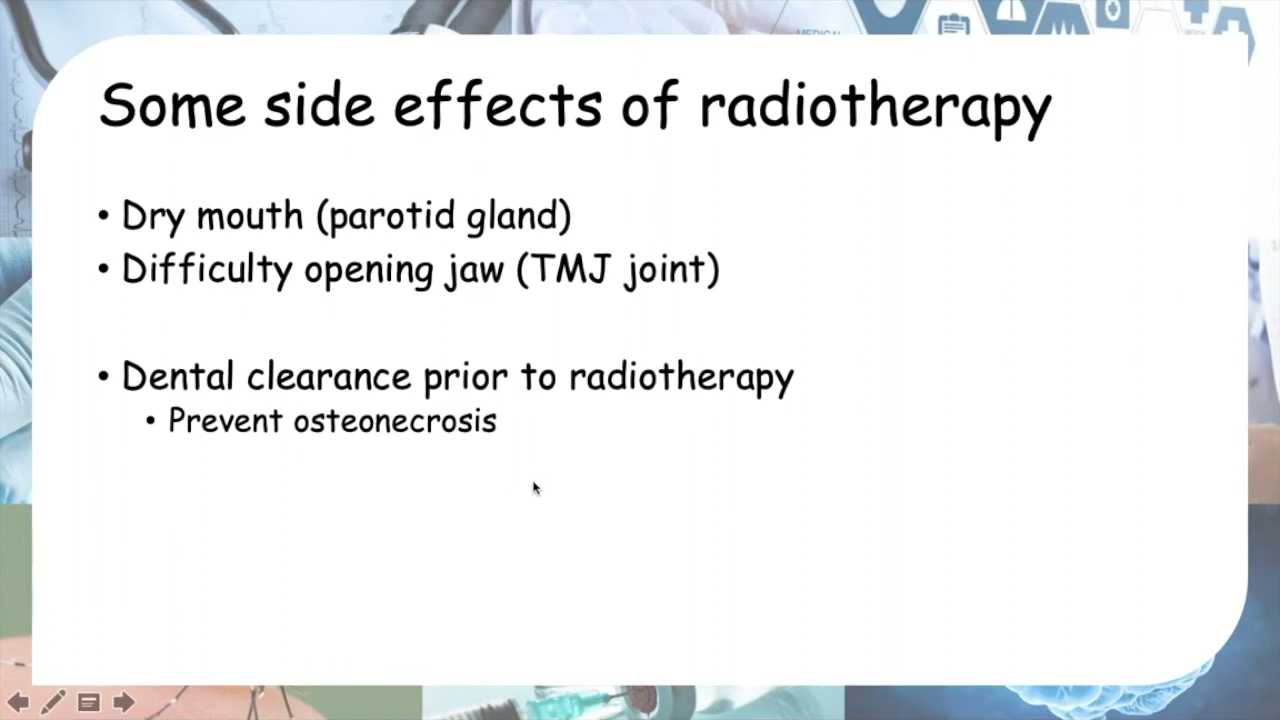 MEDICAL
Some side effects of radiotherapy
• Dry mouth (parotid gland)
• Difficulty opening jaw (TMJ joint)
• Dental clearance prior to radiotherapy
• Prevent osteonecrosis